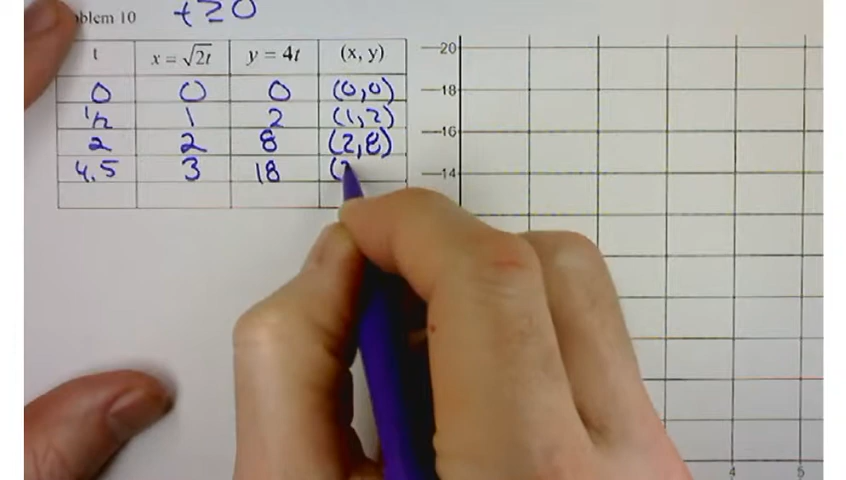 blem 10 t ≥ 0
t x = √2t y = 4t (x, y)
0 0 0 (0,0)
1/2 1 2 (1,2)
2 2 8 (2,8)
4.5 3 18 (
20
18
16
14
4 5